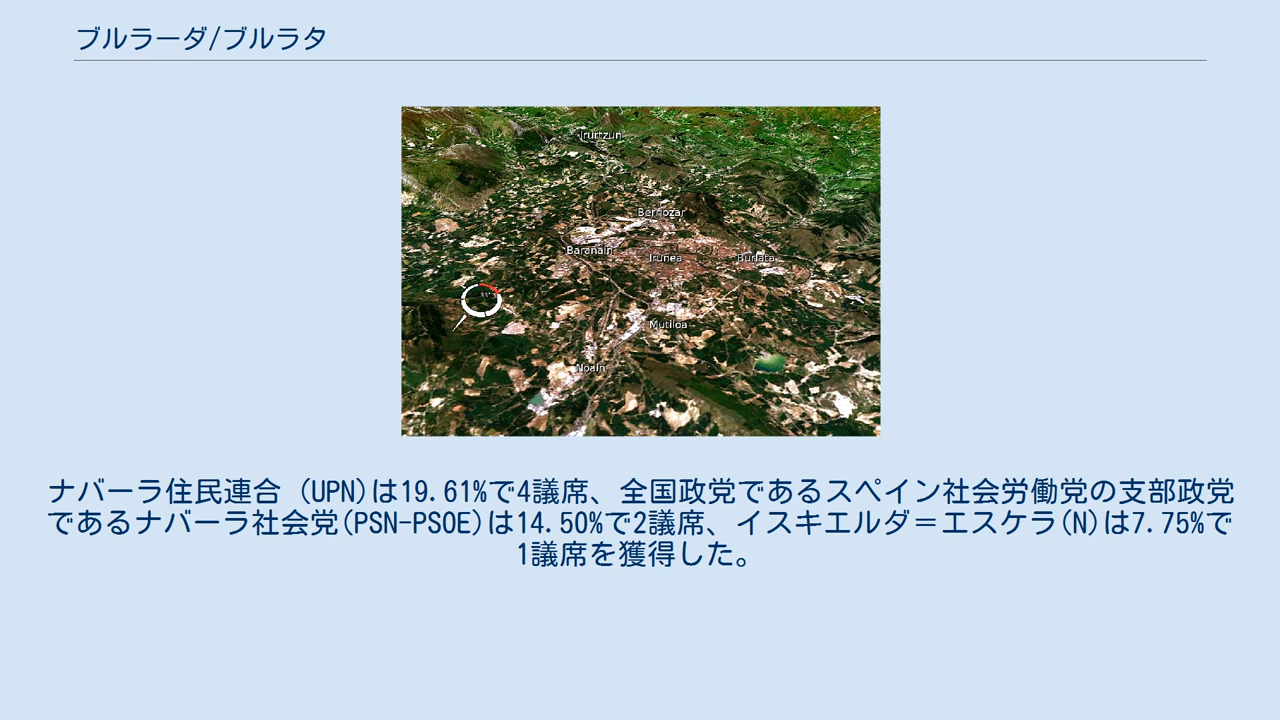 ブルラーダ/ブルラタ
Irurtzun
Beriozar
Baranain
Irunea
Burlata
Mutiloa
Noain
ナバーラ住民連合 (UPN)は19.61%で4議席、全国政党であるスペイン社会労働党の支部政党
であるナバーラ社会党(PSN-PSOE)は14.50%で2議席、イスキエルダ＝エスケラ(N)は7.75%で
1議席を獲得した。